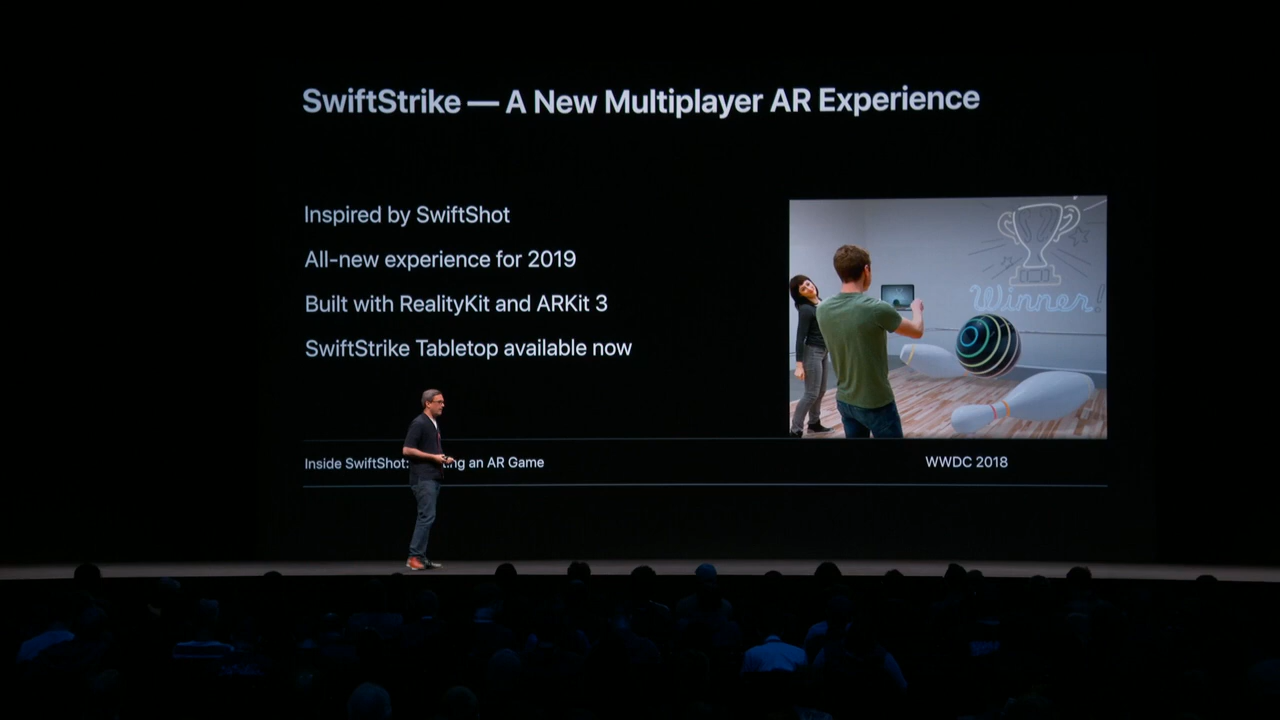 SwiftStrike — A New Multiplayer AR Experience
Inspired by SwiftShot
All-new experience for 2019
Built with RealityKit and ARKit 3
SwiftStrike Tabletop available now
Winner!
Inside SwiftShot: ng an AR Game
WWDC 2018